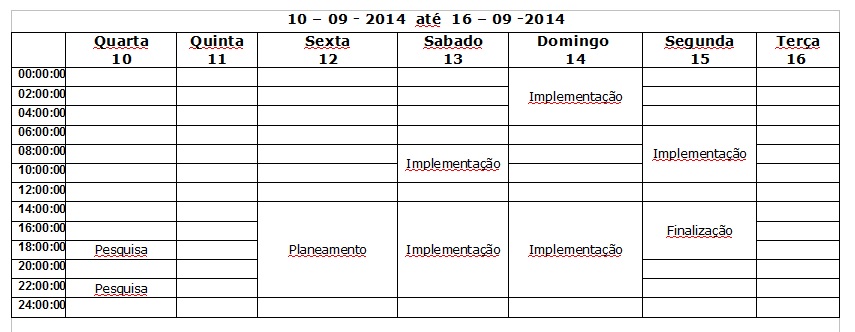 10 – 09 - 2014 até 16 – 09 -2014
Quarta Quinta Sexta Sabado Domingo Segunda Terça
10 11 12 13 14 15 16
00:00:00
02:00:00 Implementação
04:00:00
06:00:00
08:00:00 Implementação
10:00:00 Implementação
12:00:00
14:00:00
16:00:00 Finalização
18:00:00 Pesquisa Planeamento Implementação Implementação
20:00:00
22:00:00 Pesquisa
24:00:00